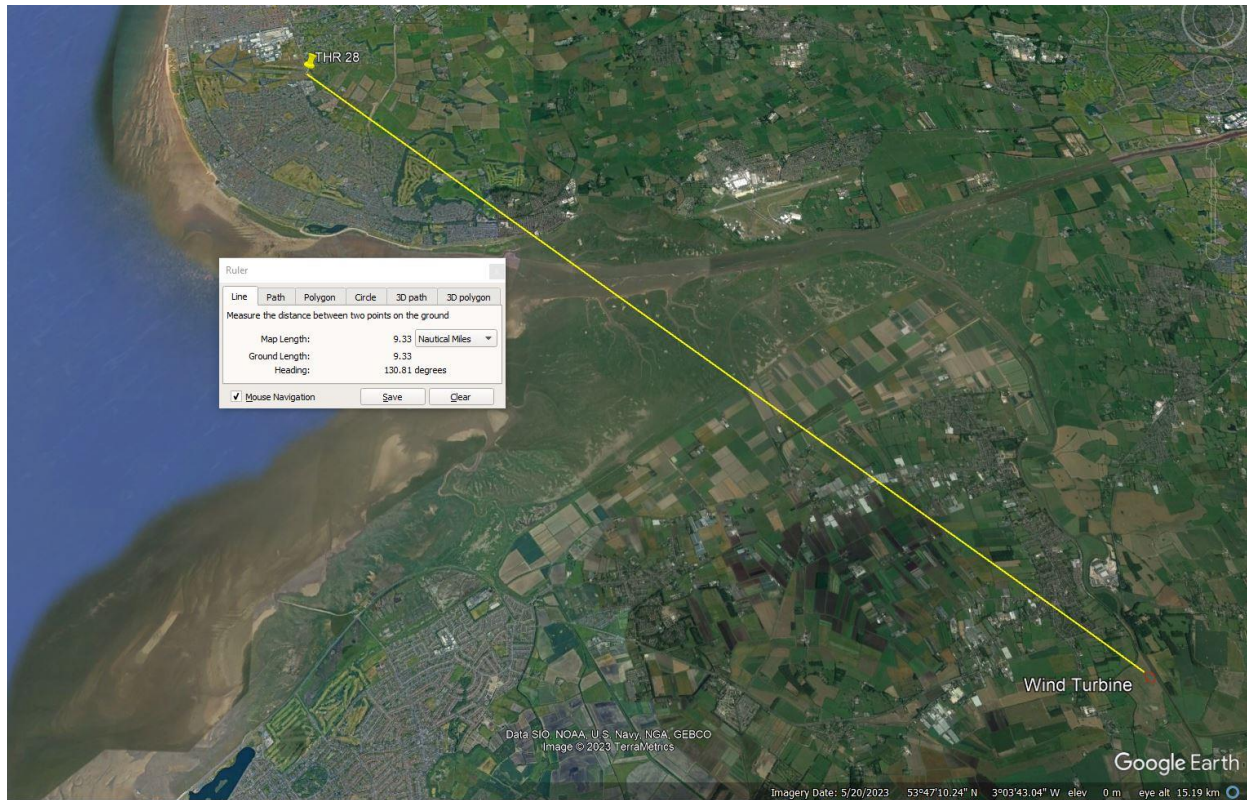 THR 28
Ruler
Line Path Polygon Circle 3D path 3D polygon
Measure the distance between two points on the ground
Map Length: 9.33 Nautical Miles
Ground Length: 9.33
Heading: 130.81 degrees
Mouse Navigation Save Clear
Wind Turbine
Data SIO, NOAA, U.S. Navy, NGA, GEBCO
Image © 2023 TerraMetrics
Google Earth
Imagery Date: 5/20/2023 53°47'10.24" N 3°03'43.04" W elev 0 m eye alt 15.19 km